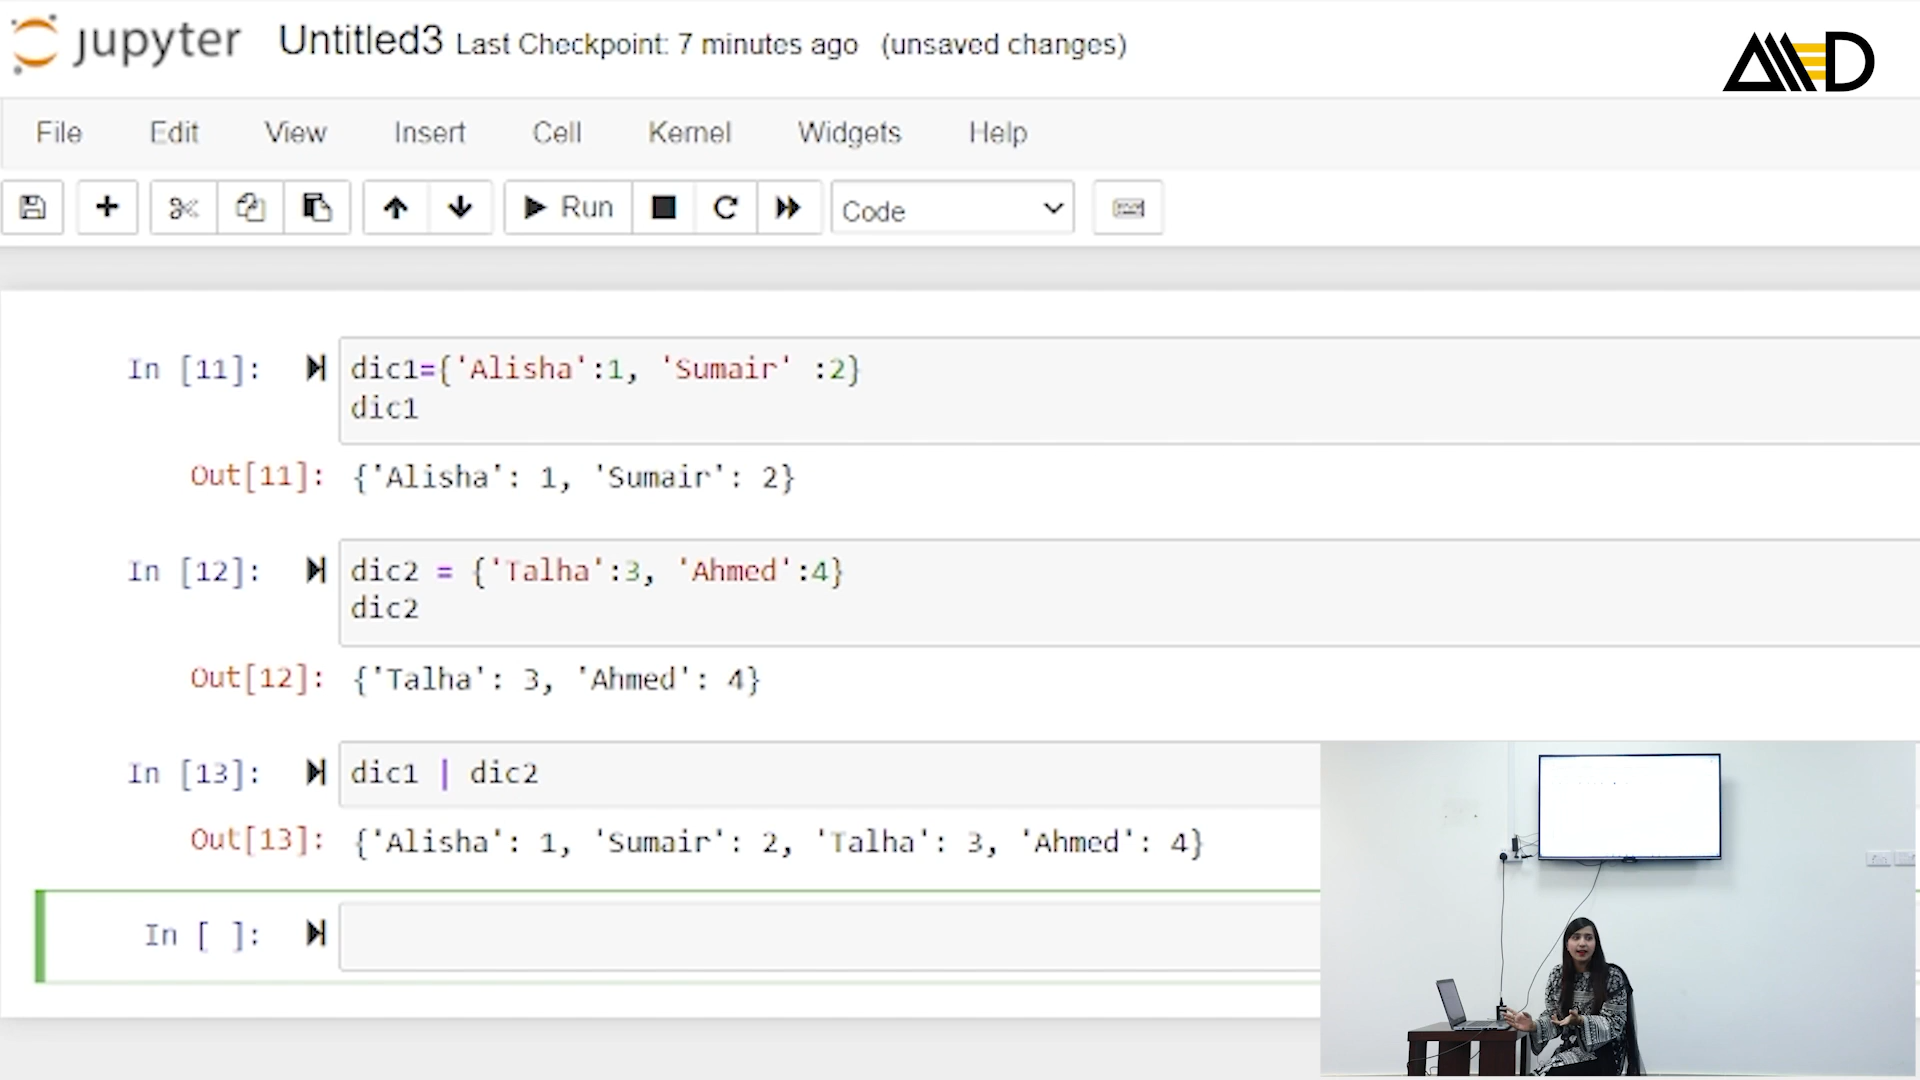 jupyter Untitled3 Last Checkpoint: 7 minutes ago (unsaved changes)
File Edit View Insert Cell Kernel Widgets Help
Run Code
In [11]: dic1={'Alisha':1, 'Sumair' :2}
dic1
Out[11]: {'Alisha': 1, 'Sumair': 2}
In [12]: dic2 = {'Talha':3, 'Ahmed':4}
dic2
Out[12]: {'Talha': 3, 'Ahmed': 4}
In [13]: dic1 | dic2
Out[13]: {'Alisha': 1, 'Sumair': 2, 'Talha': 3, 'Ahmed': 4}
In [ ]: